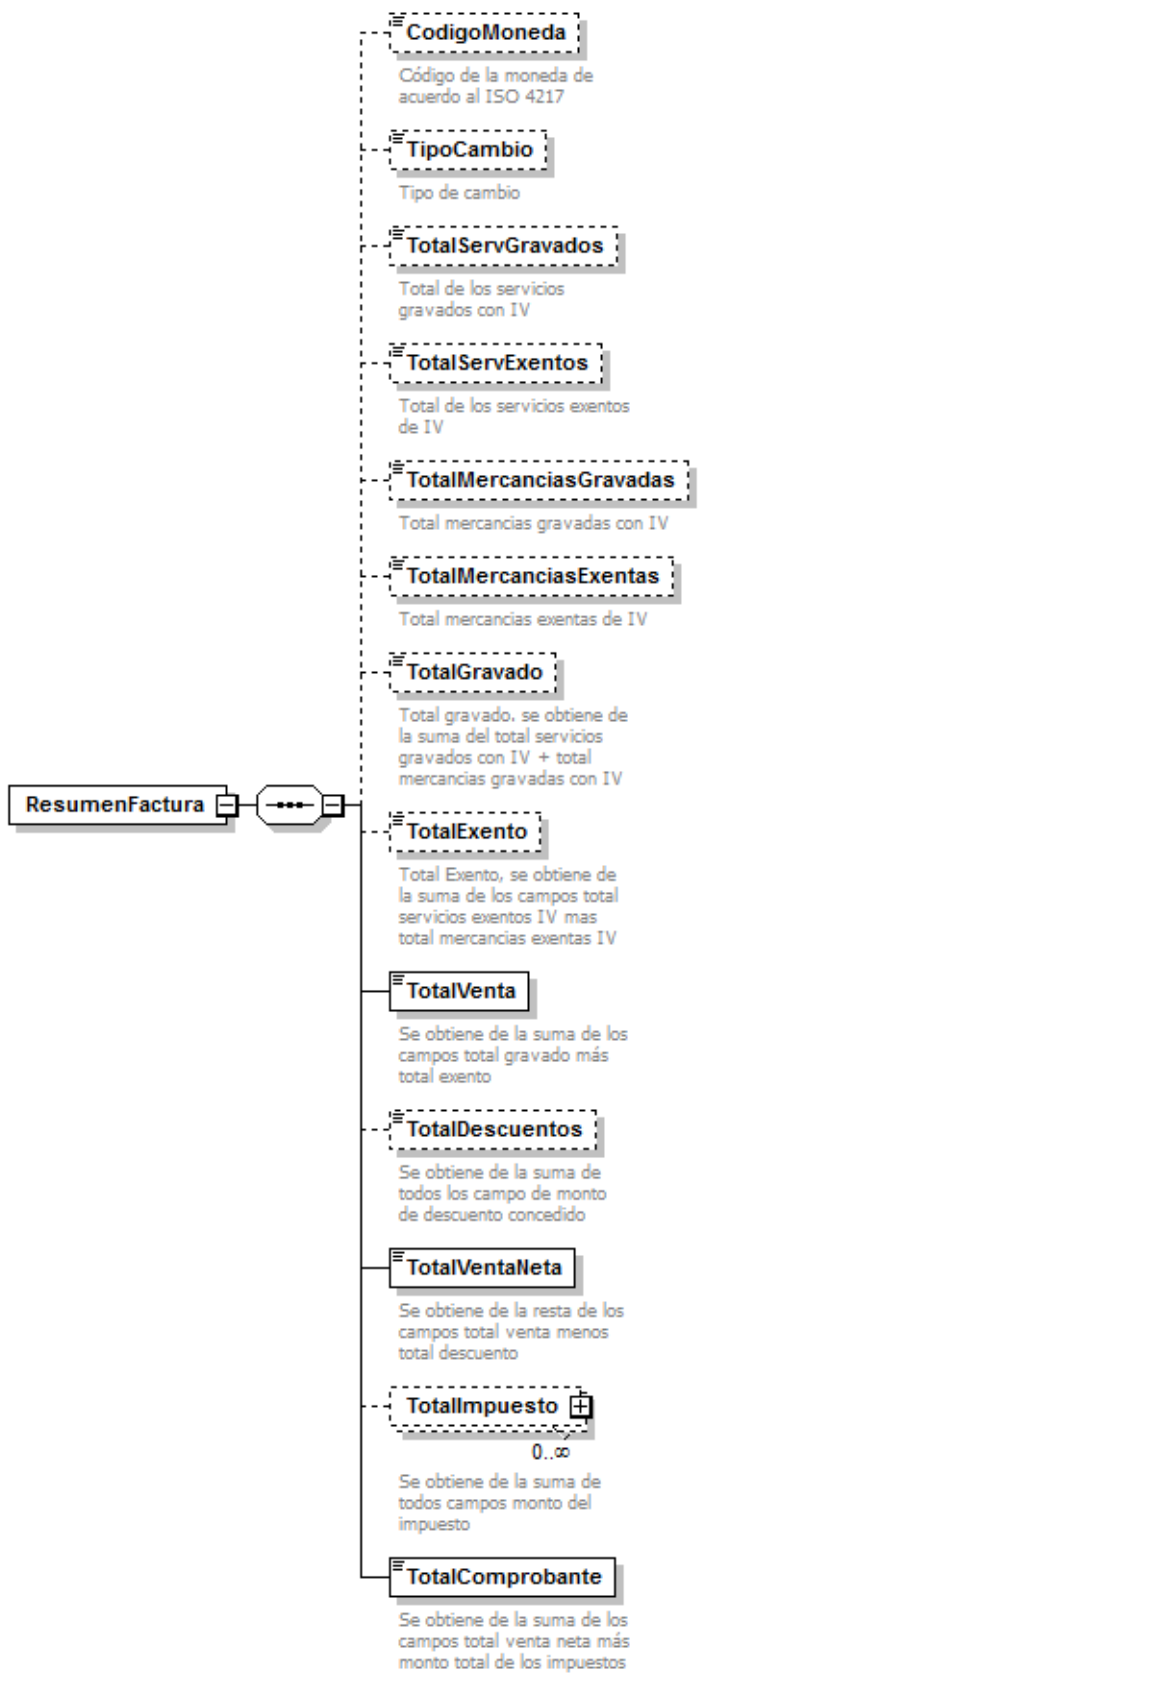 CodigoMoneda
Código de la moneda de
acuerdo al ISO 4217
TipoCambio
Tipo de cambio
TotalServGravados
Total de los servicios
gravados con IV
TotalServExentos
Total de los servicios exentos
de IV
TotalMercanciasGravadas
Total mercancias gravadas con IV
TotalMercanciasExentas
Total mercancias exentas de IV
TotalGravado
Total gravado. se obtiene de
la suma del total servicios
gravados con IV + total
mercancias gravadas con IV
ResumenFactura
TotalExento
Total Exento, se obtiene de
la suma de los campos total
servicios exentos IV mas
total mercancias exentas IV
TotalVenta
Se obtiene de la suma de los
campos total gravado más
total exento
TotalDescuentos
Se obtiene de la suma de
todos los campo de monto
de descuento concedido
TotalVentaNeta
Se obtiene de la resta de los
campos total venta menos
total descuento
TotalImpuesto
0..∞
Se obtiene de la suma de
todos campos monto del
impuesto
TotalComprobante
Se obtiene de la suma de los
campos total venta neta más
monto total de los impuestos